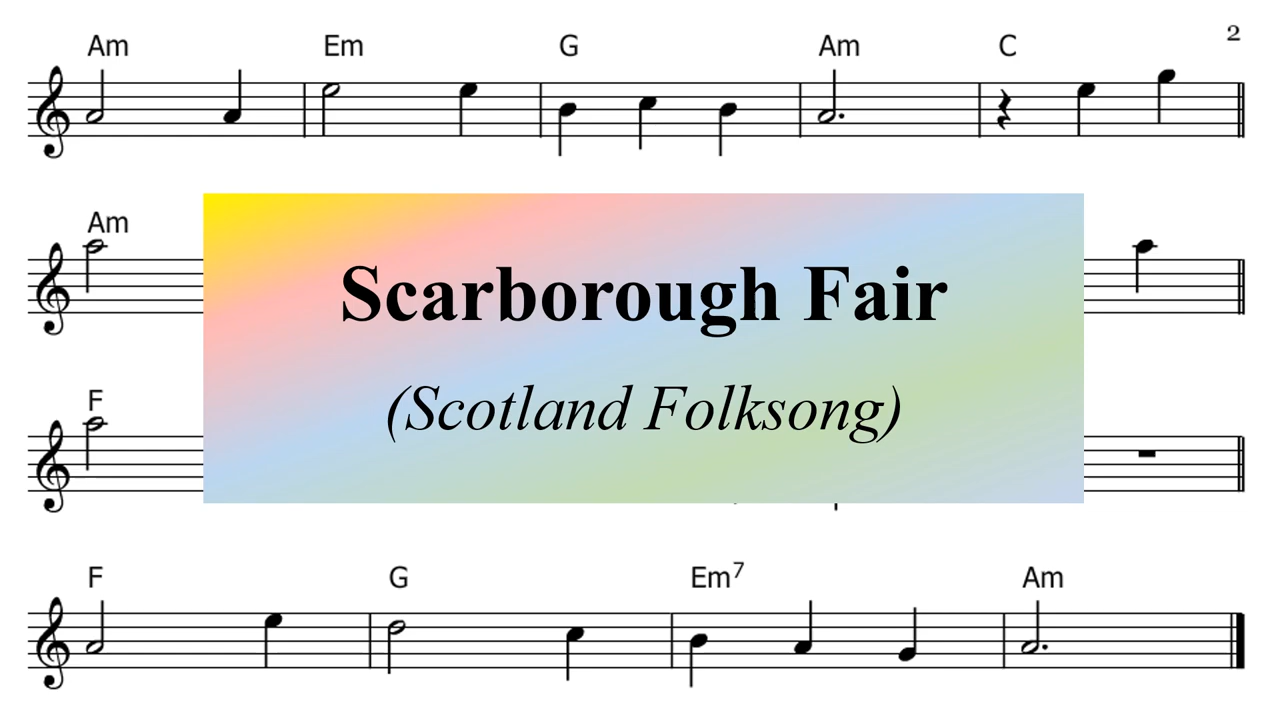 2
Am Em G Am C
Am
Scarborough Fair
(Scotland Folksong)
F
F G Em7 Am